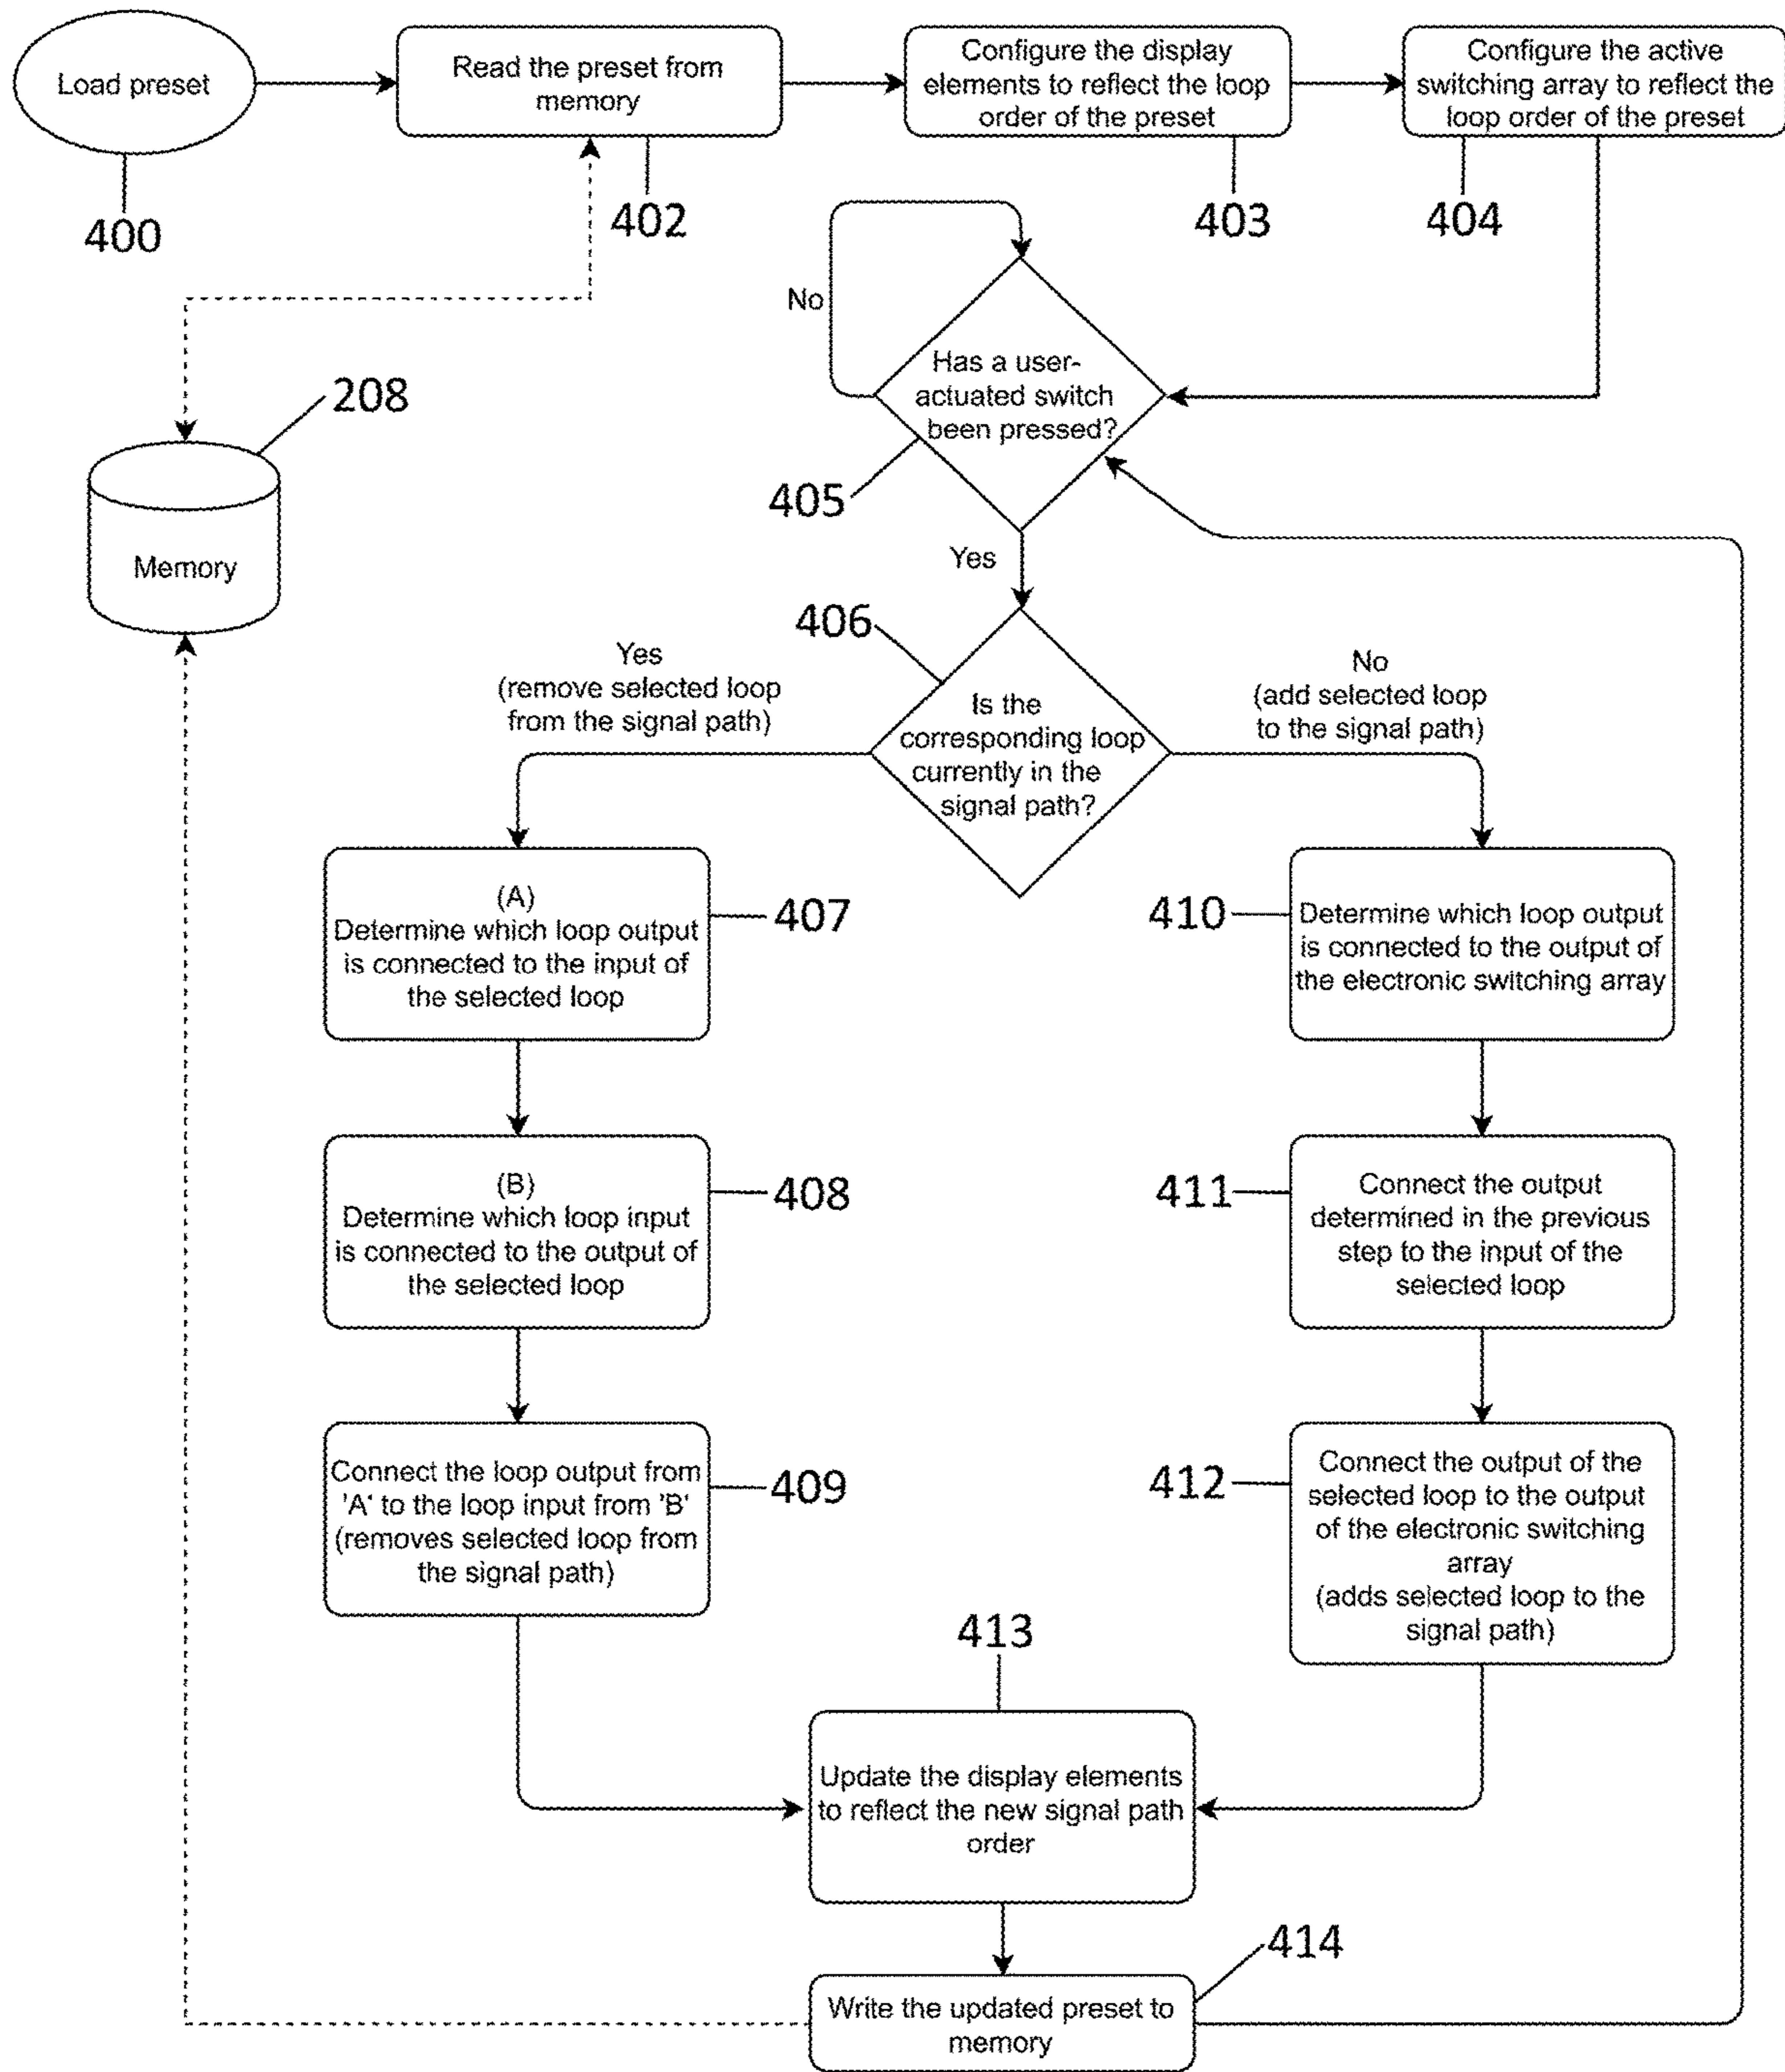 Load preset
400
Read the preset from
memory
402
Configure the display
elements to reflect the loop
order of the preset
403
Configure the active
switching array to reflect the
loop order of the preset
404
No
Has a user-
actuated switch
been pressed?
405
208
Memory
Yes
406
Is the
corresponding loop
currently in the
signal path?
Yes
(remove selected loop
from the signal path)
No
(add selected loop
to the signal path)
(A)
Determine which loop output
is connected to the input of
the selected loop
407
410
Determine which loop output
is connected to the output of
the electronic switching array
(B)
Determine which loop input
is connected to the output of
the selected loop
408
411
Connect the output
determined in the previous
step to the input of the
selected loop
Connect the loop output from
'A' to the loop input from 'B'
(removes selected loop from
the signal path)
409
412
Connect the output of the
selected loop to the output
of the electronic switching
array
(adds selected loop to the
signal path)
413
Update the display elements
to reflect the new signal path
order
414
Write the updated preset to
memory